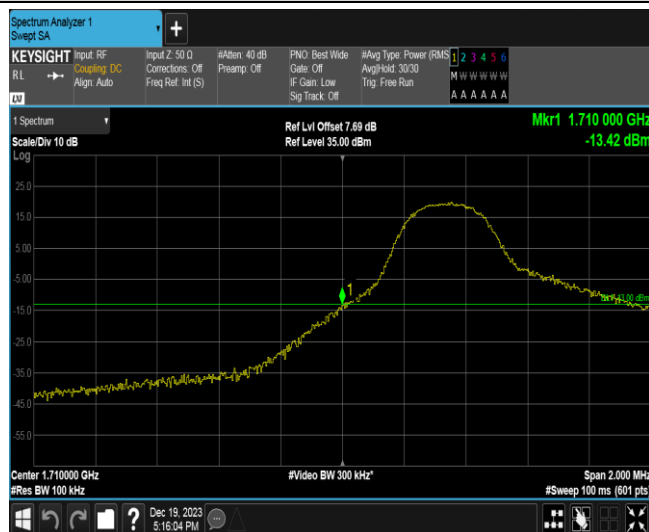 Spectrum Analyzer 1
Swept SA
+
KEYSIGHT
RL
LXI
Input: RF
Coupling: DC
Align: Auto
Input Z: 50 Ω
Corrections: Off
Freq Ref: Int (S)
#Atten: 40 dB
Preamp: Off
PNO: Best Wide
Gate: Off
IF Gain: Low
Sig Track: Off
#Avg Type: Power (RMS
Avg|Hold: 30/30
Trig: Free Run
1 2 3 4 5 6
M W W W W W
A A A A A A
1 Spectrum
Scale/Div 10 dB
Log
Ref Lvl Offset 7.69 dB
Ref Level 35.00 dBm
Mkr1 1.710 000 GHz
-13.42 dBm
25.0
15.0
5.00
-5.00
-15.0
-25.0
-35.0
-45.0
-55.0
1
Center 1.710000 GHz
#Res BW 100 kHz
#Video BW 300 kHz*
Span 2.000 MHz
#Sweep 100 ms (601 pts)
?
Dec 19, 2023
5:16:04 PM